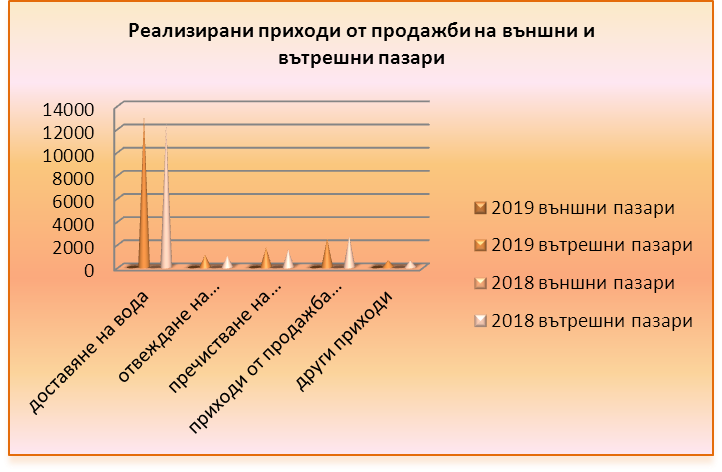 Реализирани приходи от продажби на външни и
вътрешни пазари
14000
12000
10000
8000
6000
4000
2000
0
доставяне на вода
отвеждане на...
пречистване на...
приходи от продажба...
други приходи
2019 външни пазари
2019 вътрешни пазари
2018 външни пазари
2018 вътрешни пазари